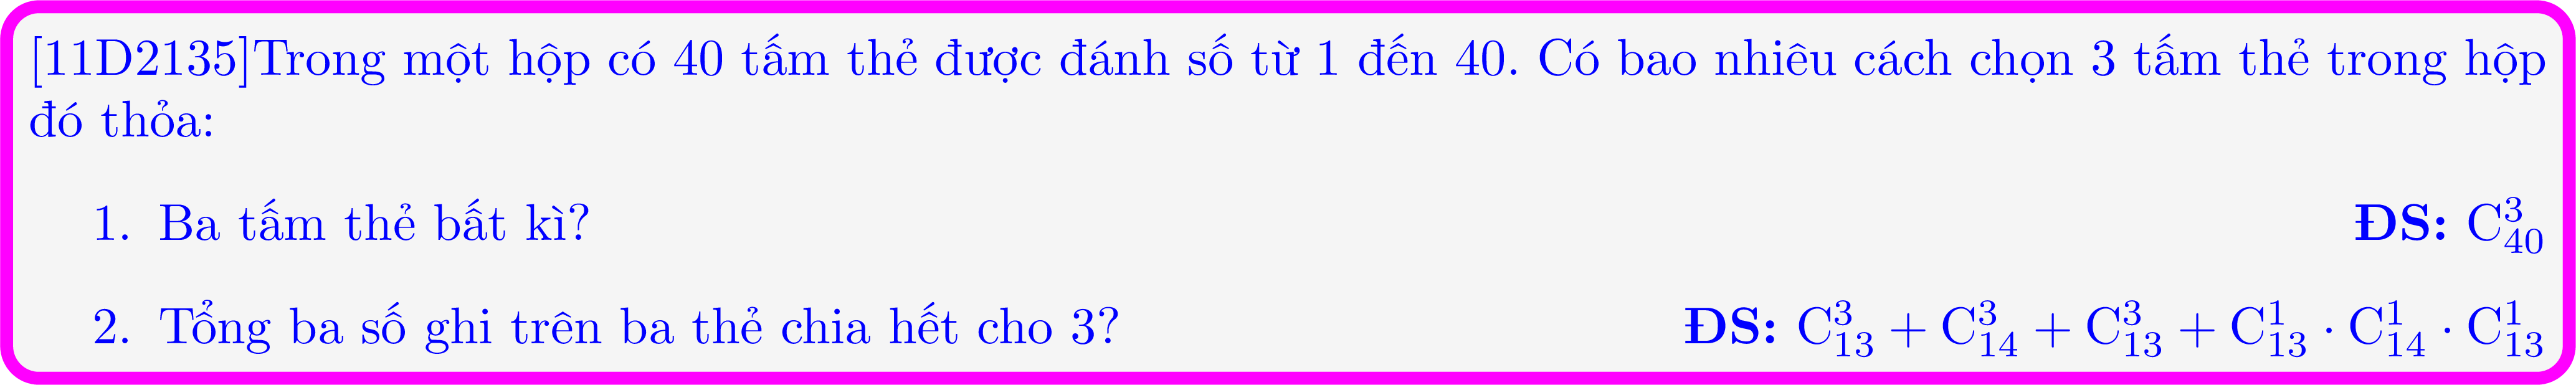 [11D2135]Trong một hộp có 40 tấm thẻ được đánh số từ 1 đến 40. Có bao nhiêu cách chọn 3 tấm thẻ trong hộp
đó thỏa:
1. Ba tấm thẻ bất kì? ĐS: $C_{40}^{3}$
2. Tổng ba số ghi trên ba thẻ chia hết cho 3? ĐS: $C_{13}^{3} + C_{14}^{3} + C_{13}^{3} + C_{13}^{1} \cdot C_{14}^{1} \cdot C_{13}^{1}$